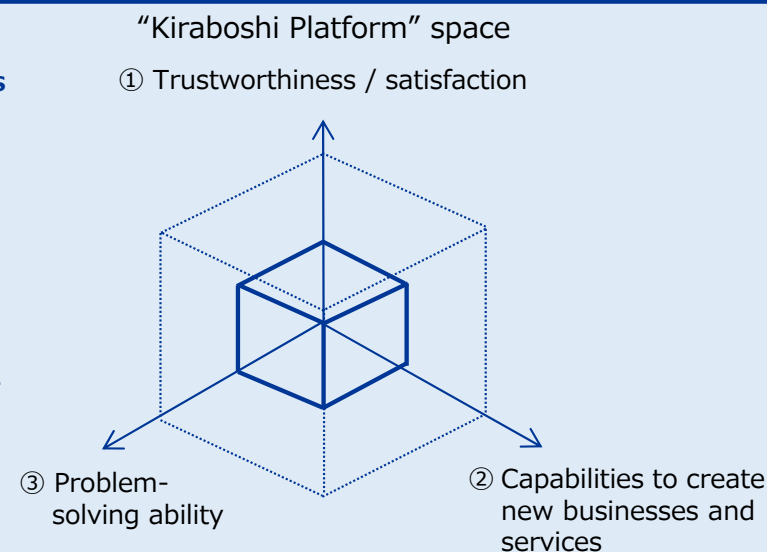 “Kiraboshi Platform” space
s
① Trustworthiness / satisfaction
③ Problem-
solving ability
② Capabilities to create
new businesses and
services